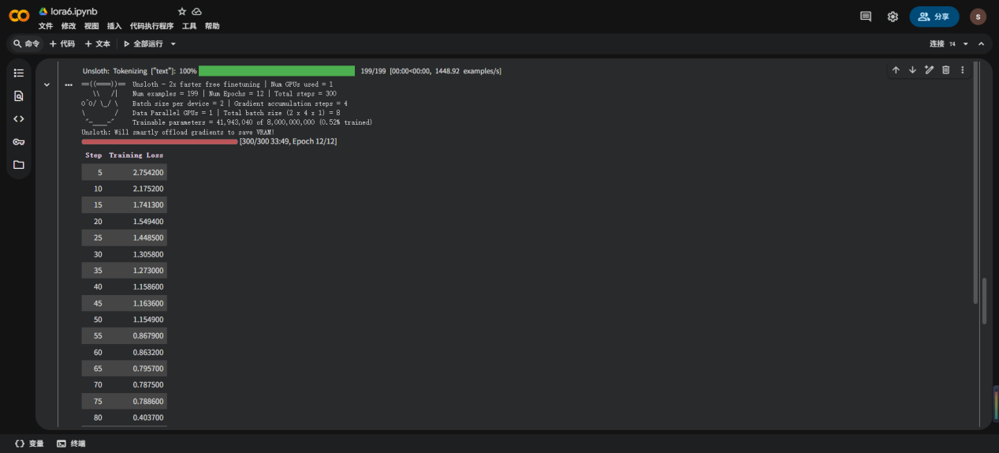 lora6.ipynb
文件 修改 视图 插入 代码执行程序 工具 帮助
分享
S
命令 + 代码 + 文本 全部运行
连接 T4
Unsloth: Tokenizing ["text"]: 100% 199/199 [00:00<00:00, 1448.92 examples/s]
==((====))== Unsloth - 2x faster free finetuning | Num GPUs used = 1
\\ /| Num examples = 199 | Num Epochs = 12 | Total steps = 300
O^O/ \_/ \ Batch size per device = 2 | Gradient accumulation steps = 4
\ / Data Parallel GPUs = 1 | Total batch size (2 x 4 x 1) = 8
"-____-" Trainable parameters = 41,943,040 of 8,000,000,000 (0.52% trained)
Unsloth: Will smartly offload gradients to save VRAM!
[300/300 33:49, Epoch 12/12]
Step Training Loss
5 2.754200
10 2.175200
15 1.741300
20 1.549400
25 1.448500
30 1.305800
35 1.273000
40 1.158600
45 1.163600
50 1.154900
55 0.867900
60 0.863200
65 0.795700
70 0.787500
75 0.788600
80 0.403700
变量 终端